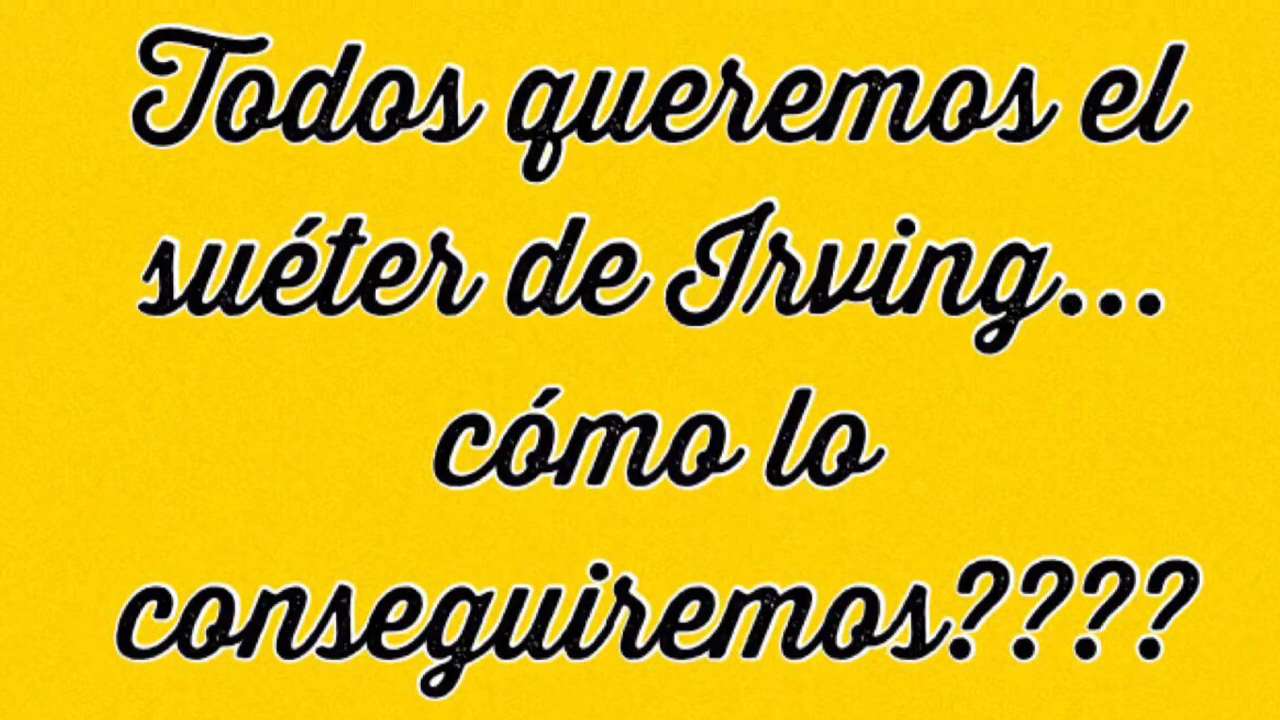 Todos queremos el
suéter de Irving...
cómo lo
conseguiremos????